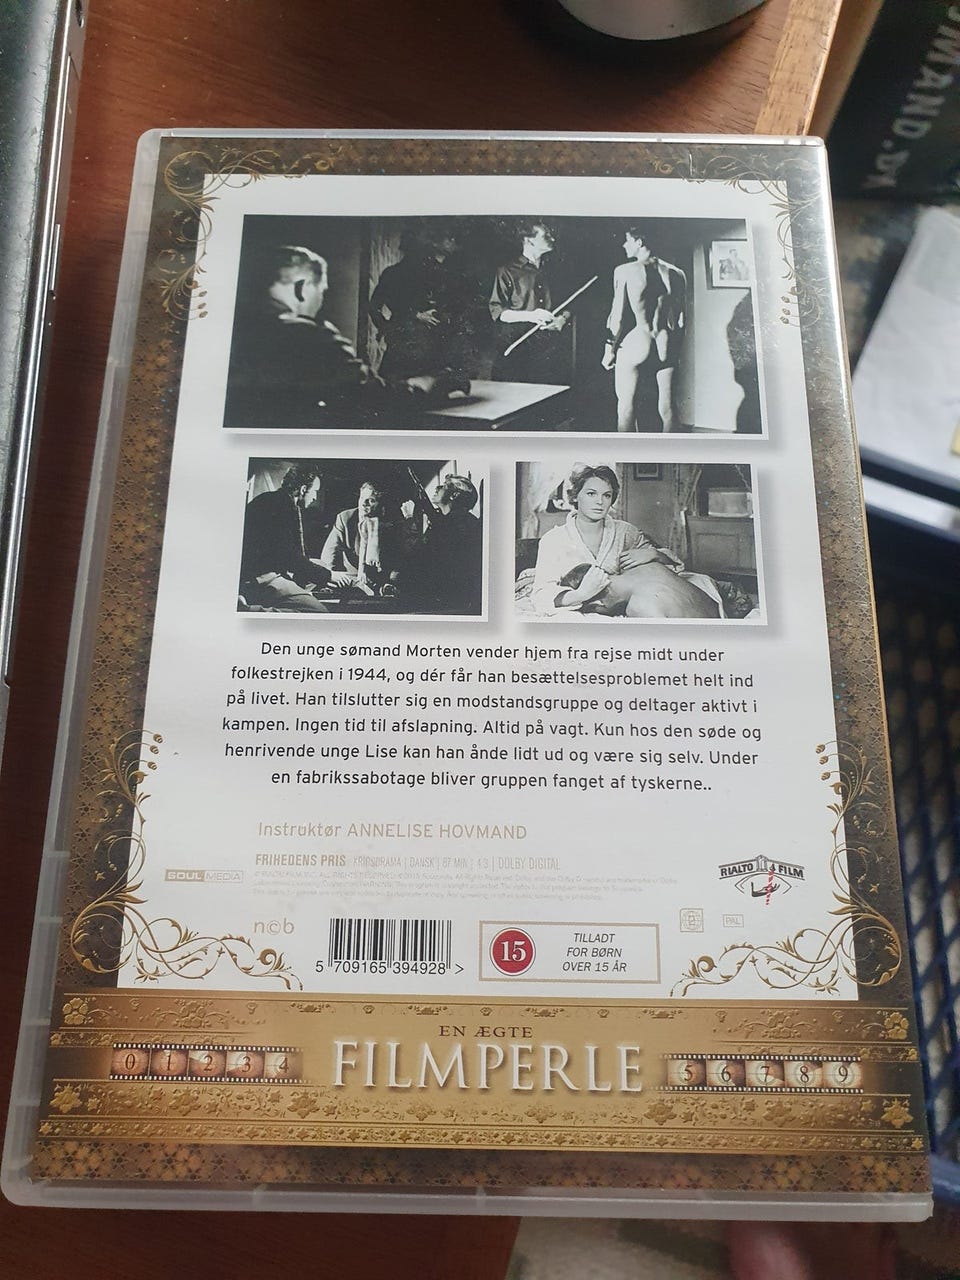 Den unge sømand Morten vender hjem fra rejse midt under
folkestrejken i 1944, og dér får han besættelsesproblemet helt ind
på livet. Han tilslutter sig en modstandsgruppe og deltager aktivt i
kampen. Ingen tid til afslapning. Altid på vagt. Kun hos den søde og
henrivende unge Lise kan han ånde lidt ud og være sig selv. Under
en fabrikssabotage bliver gruppen fanget af tyskerne..
Instruktør ANNELISE HOVMAND
FRIHEDENS PRIS KRIGSDRAMA | DANSK | 87 MIN | 4:3 | DOLBY DIGITAL
SOUL MEDIA
RIALTO FILM
n©b
5 709165 394928 >
15
TILLADT
FOR BØRN
OVER 15 ÅR
2
PAL
EN ÆGTE
FILMPERLE
0 1 2 3 4
5 6 7 8 9
MAND.DK